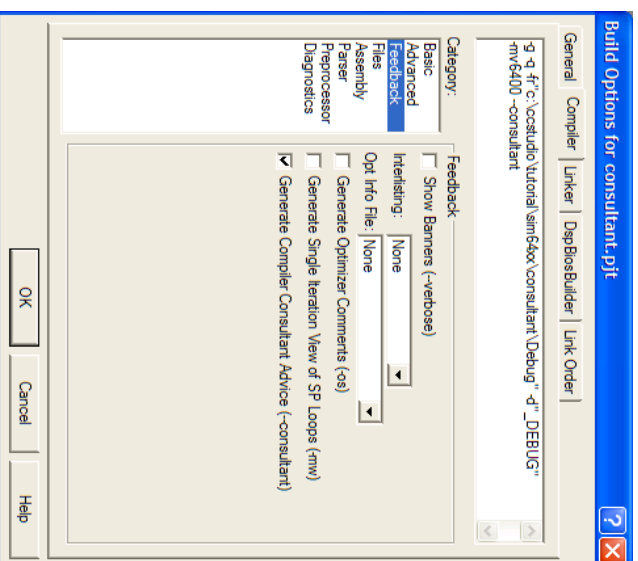 Build Options for consultant.pjt
General Compiler Linker DspBiosBuilder Link Order
-g -q -fr"c:\ccstudio\tutorial\sim64xx\consultant\Debug" -d"_DEBUG"
-mv6400 --consultant
Category:
Basic
Advanced
Feedback
Files
Assembly
Parser
Preprocessor
Diagnostics
Feedback
Show Banners (--verbose)
Interlisting: None
Opt Info File: None
Generate Optimizer Comments (-os)
Generate Single Iteration View of SP Loops (-mw)
Generate Compiler Consultant Advice (--consultant)
OK Cancel Help